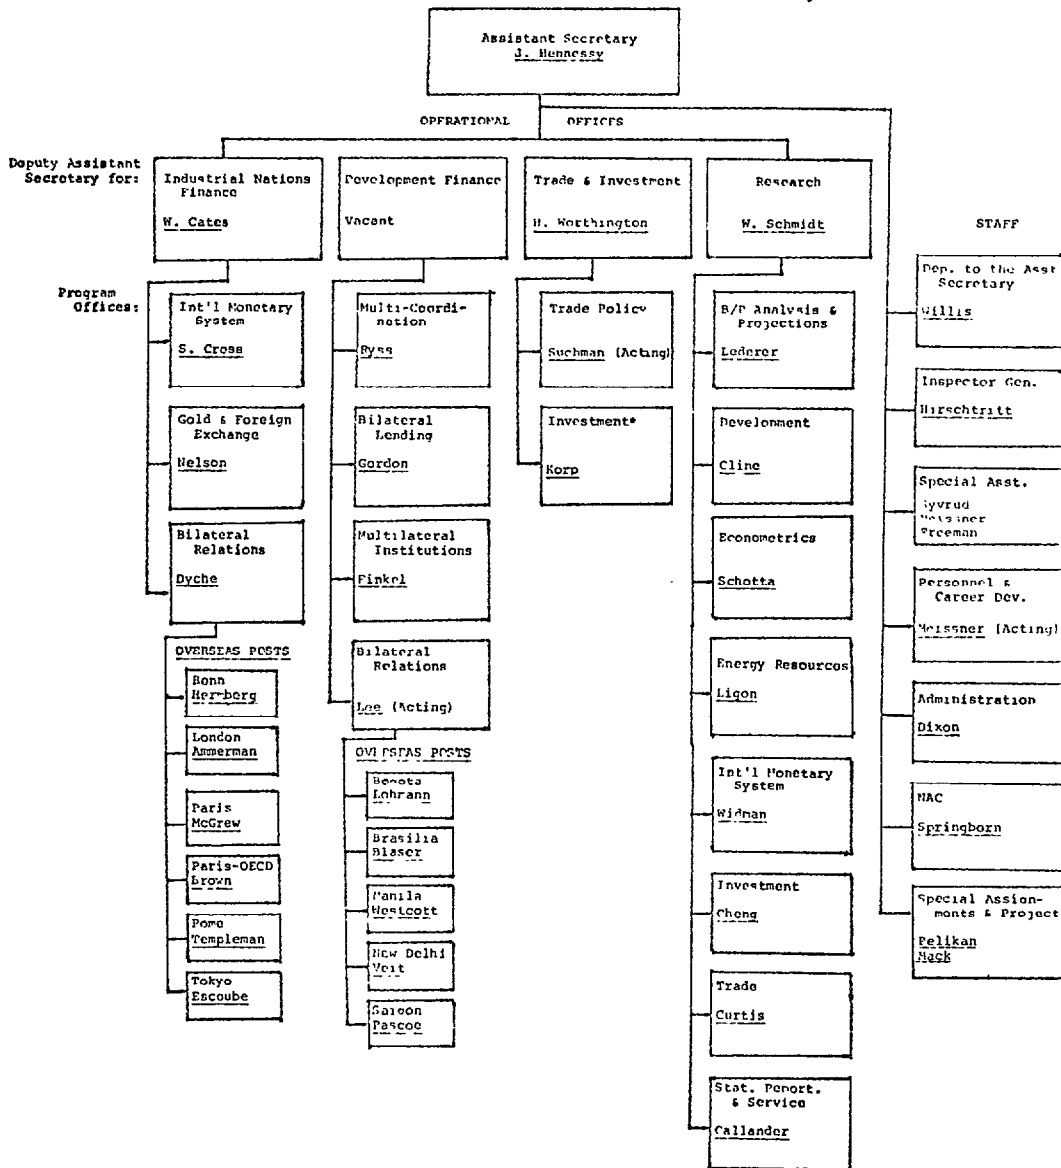 Assistant Secretary
J. Hennessy
OPERATIONAL OFFICES
Deputy Assistant
Secretary for:
Industrial Nations
Finance
W. Cates
Development Finance
Vacant
Trade & Investment
H. Worthington
Research
W. Schmidt
STAFF
Program
Offices:
Int'l Monetary
System
S. Cross
Gold & Foreign
Exchange
Nelson
Bilateral
Relations
Dyche
OVERSEAS POSTS
Bonn
London
Ammerman
Paris
McGrew
Paris-OECD
Brown
Rome
Templeman
Tokyo
Escoube
Multi-Coordi-
nation
Ryss
Bilateral
Lending
Gordon
Multilateral
Institutions
Finkel
Bilateral
Relations
Lee (Acting)
OVERSEAS POSTS
Bogota
Brasilia
Blaser
Manila
Westcott
New Delhi
Veit
Saigon
Pascoe
Trade Policy
Suchman (Acting)
Investment*
Korp
B/P Analysis &
Projections
Lederer
Development
Cline
Econometrics
Schotta
Energy Resources
Ligon
Int'l Monetary
System
Widman
Investment
Cheng
Trade
Curtis
Stat. Report.
& Service
Callander
Dep. to the Asst
Secretary
Willis
Inspector Gen.
Hirschtritt
Special Asst.
Syvrud
Meissner
Freeman
Personnel &
Career Dev.
Meissner (Acting)
Administration
Dixon
NAC
Springborn
Special Assign-
ments & Project
Pelikan
Mack